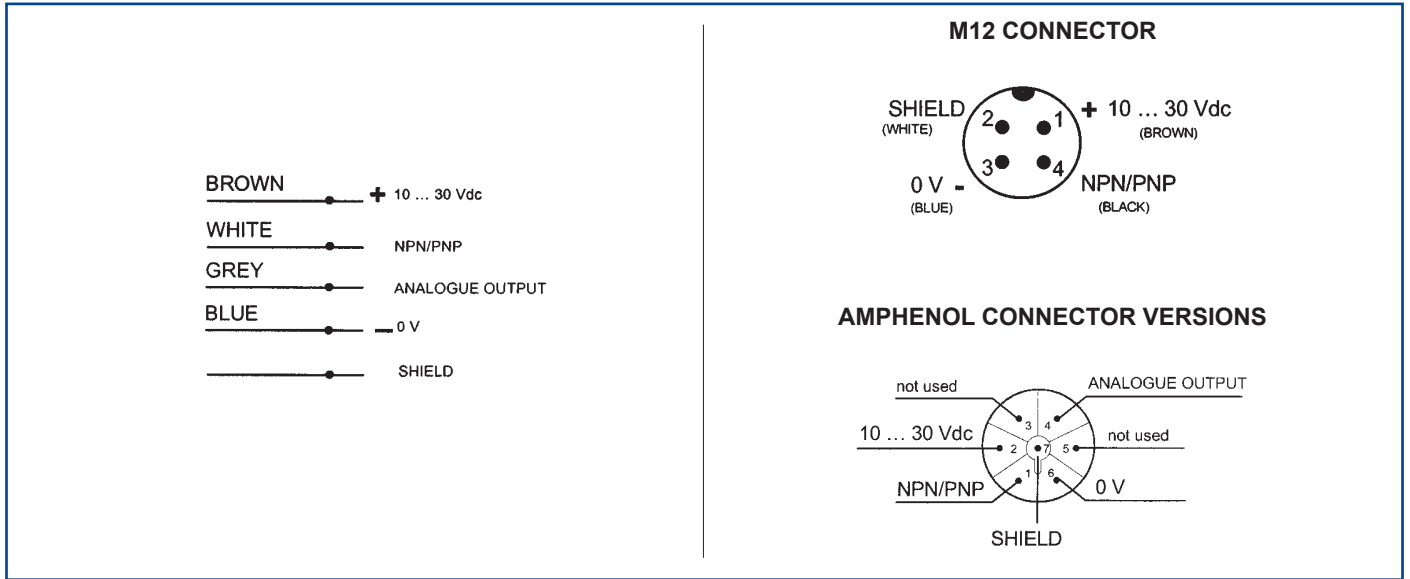 BROWN
+ 10 ... 30 Vdc
WHITE
NPN/PNP
GREY
ANALOGUE OUTPUT
BLUE
- 0 V
SHIELD
M12 CONNECTOR
SHIELD
(WHITE)
2
1
+ 10 ... 30 Vdc
(BROWN)
3
4
0 V -
(BLUE)
NPN/PNP
(BLACK)
AMPHENOL CONNECTOR VERSIONS
not used
ANALOGUE OUTPUT
3 4
10 ... 30 Vdc
2 7 5
not used
1 6
NPN/PNP
0 V
SHIELD